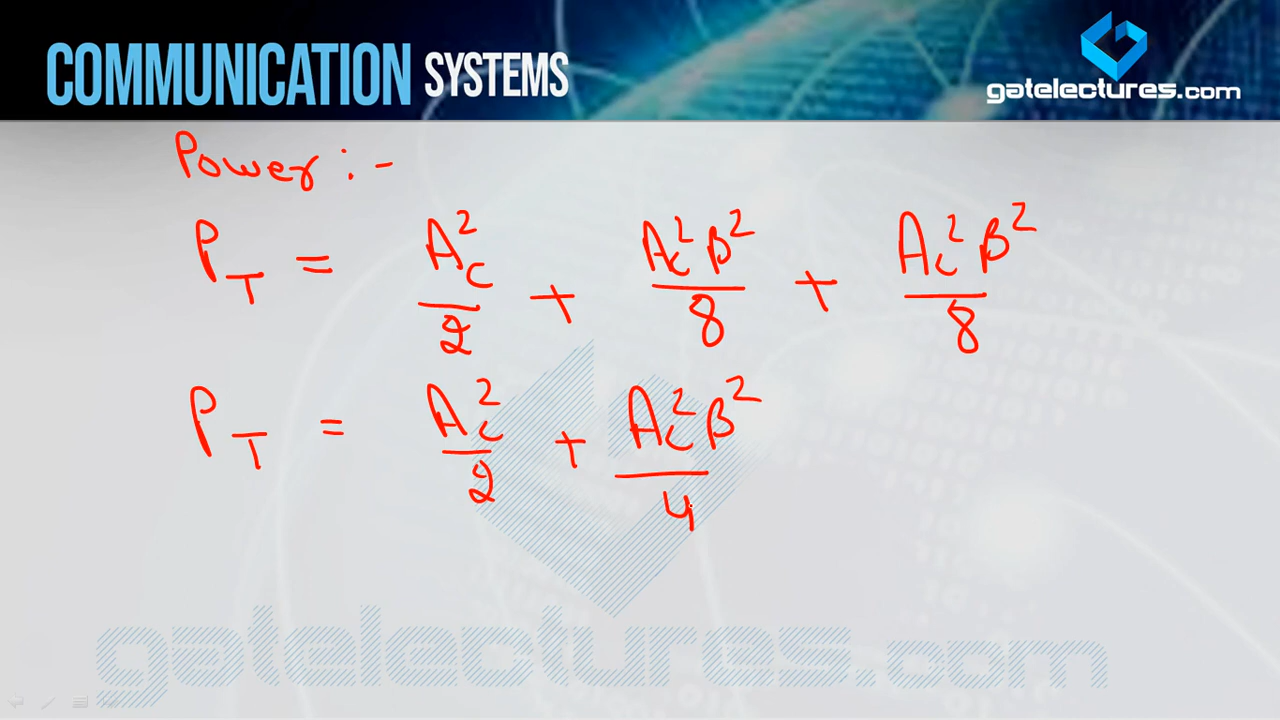 COMMUNICATION SYSTEMS
gatelectures.com
Power :-
P_T = A_c^2/2 + A_c^2 β^2/8 + A_c^2 β^2/8
P_T = A_c^2/2 + A_c^2 β^2/4
gatelectures.com